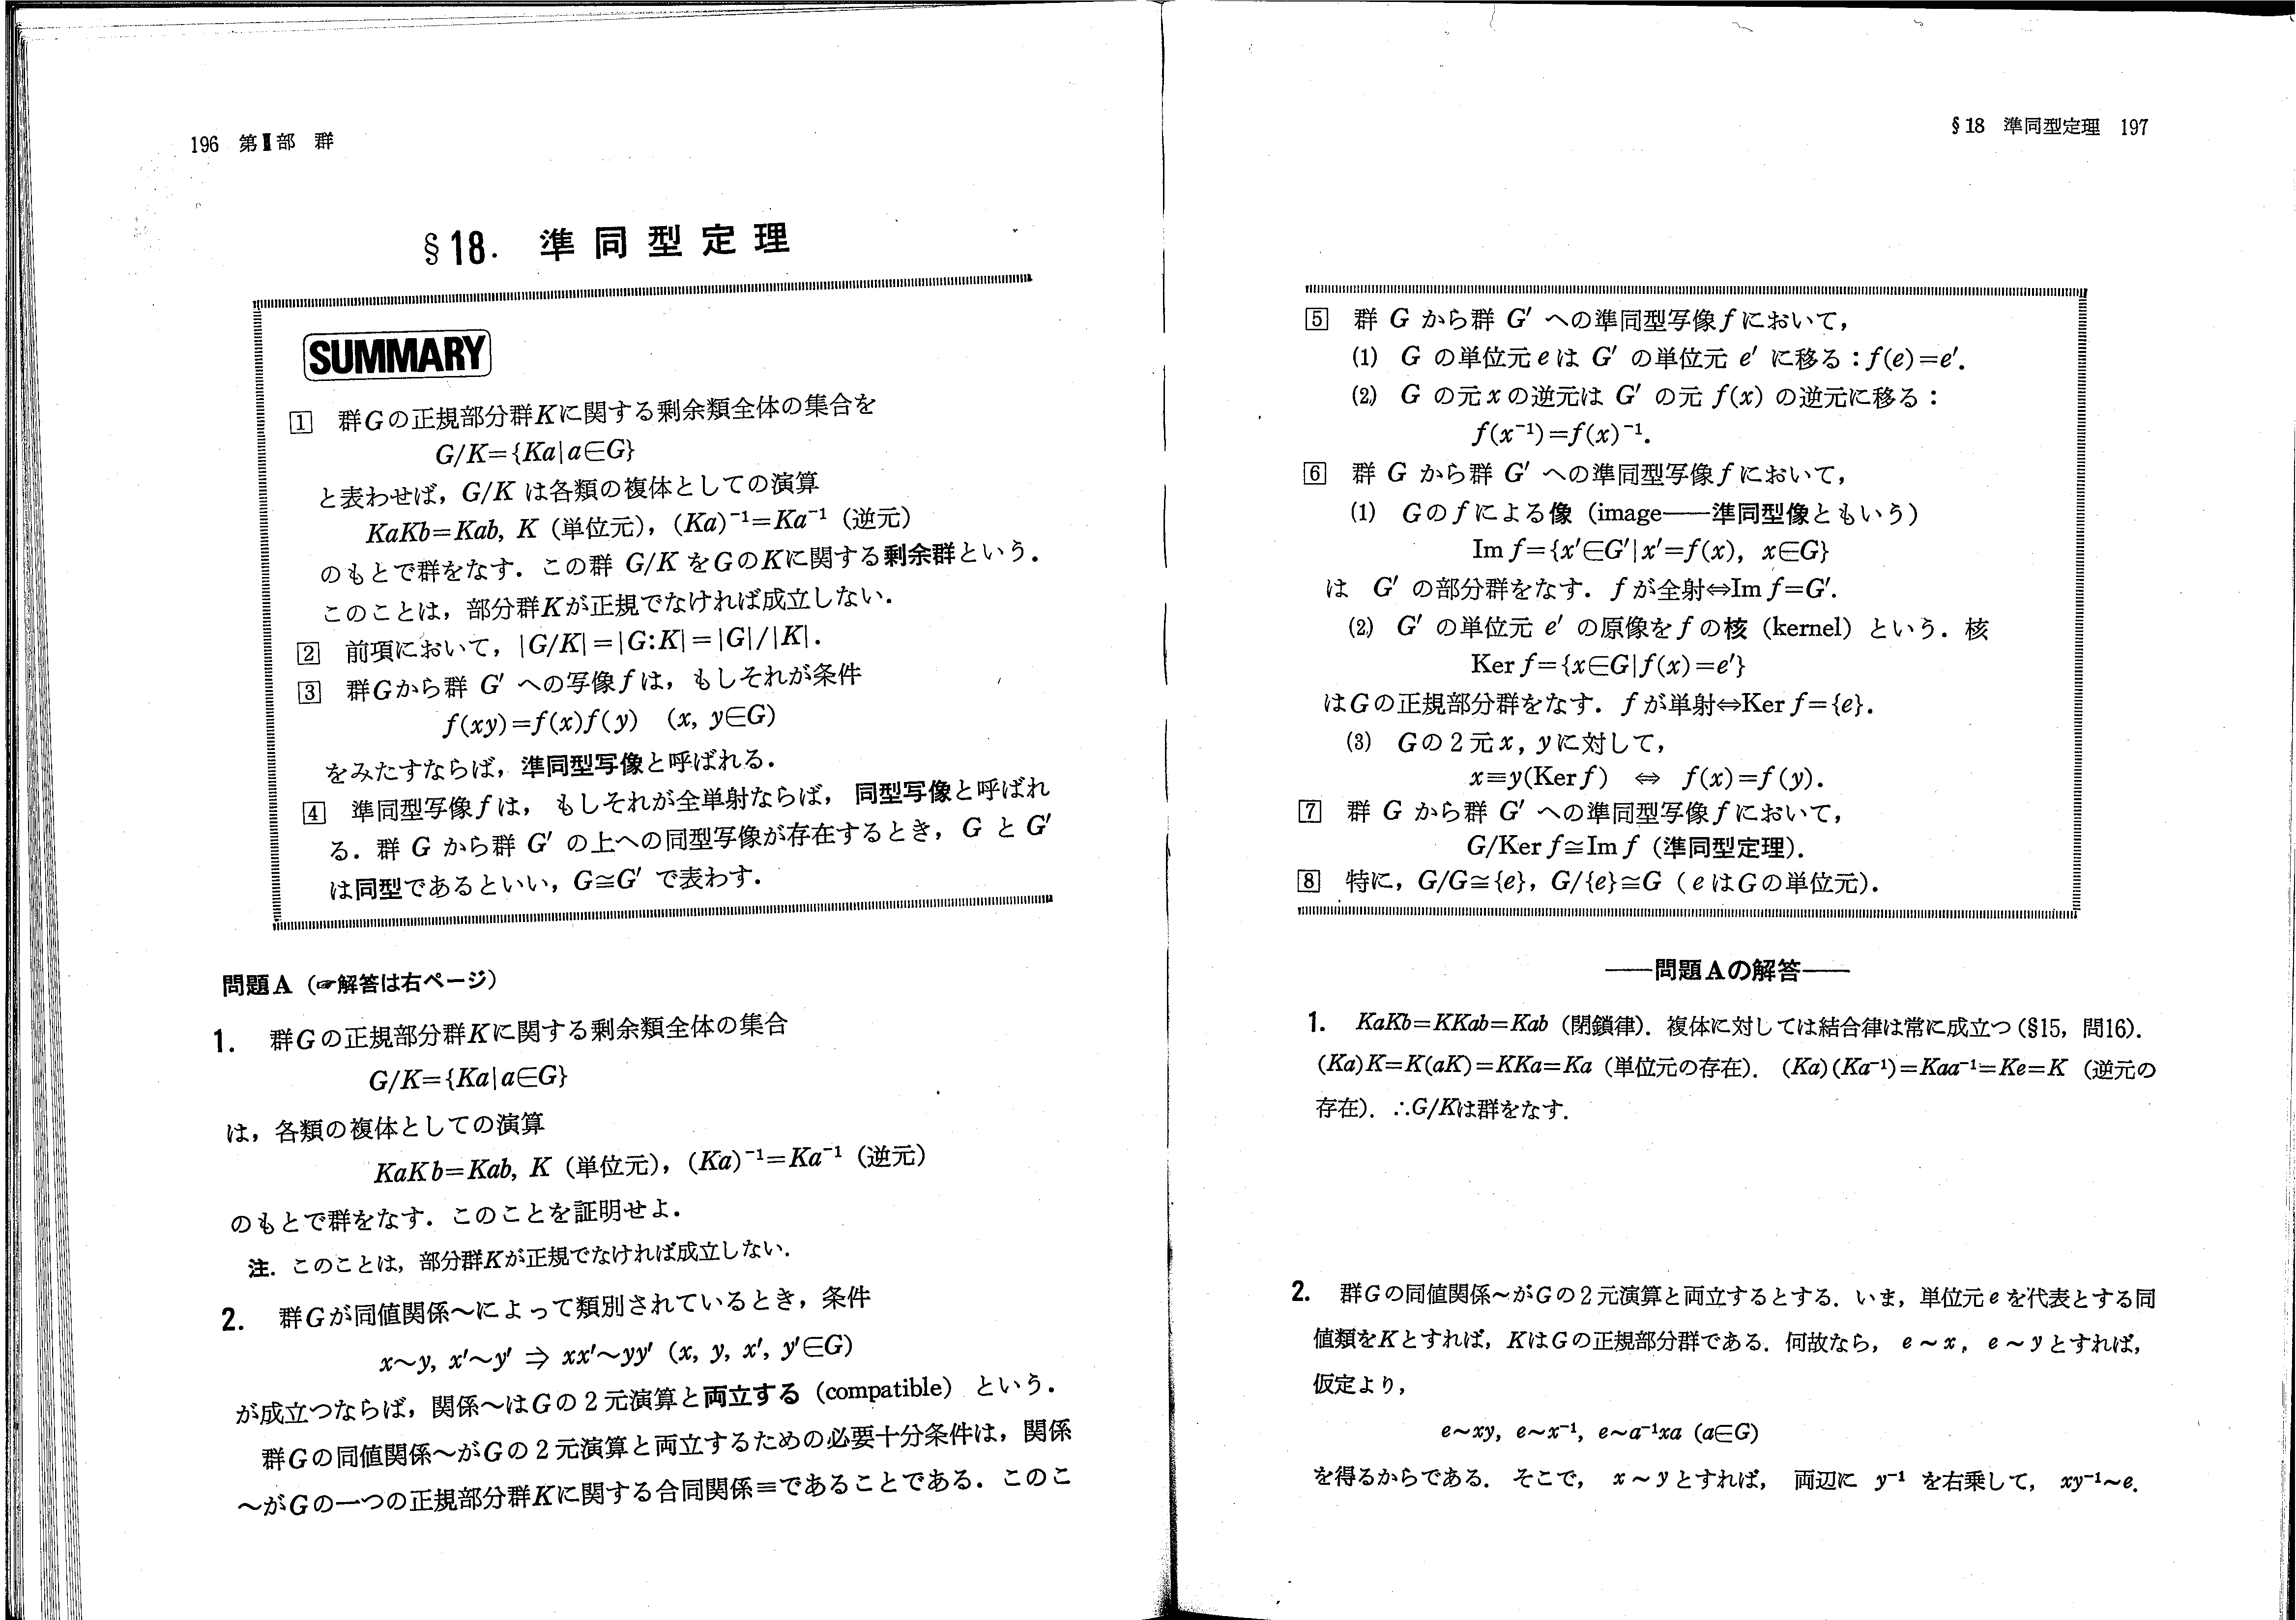 196 第Ⅱ部 群
§18. 準同型定理
SUMMARY
1 群Gの正規部分群Kに関する剰余類全体の集合を
G/K={Ka|a∈G}
と表わせば，G/K は各類の複体としての演算
KaKb=Kab, K（単位元），(Ka)⁻¹=Ka⁻¹（逆元）
のもとで群をなす．この群 G/K をGのKに関する剰余群という．
このことは，部分群Kが正規でなければ成立しない．
2 前項において，|G/K|=|G:K|=|G|/|K|．
3 群Gから群 G′ への写像 f は，もしそれが条件
f(xy)=f(x)f(y) (x, y∈G)
をみたすならば，準同型写像と呼ばれる．
4 準同型写像 f は，もしそれが全単射ならば，同型写像と呼ばれ
る．群 G から群 G′ の上への同型写像が存在するとき，G と G′
は同型であるといい，G≅G′ で表わす．
問題A（☞解答は右ページ）
1. 群Gの正規部分群Kに関する剰余類全体の集合
G/K={Ka|a∈G}
は，各類の複体としての演算
KaKb=Kab, K（単位元），(Ka)⁻¹=Ka⁻¹（逆元）
のもとで群をなす．このことを証明せよ．
注．このことは，部分群Kが正規でなければ成立しない．
2. 群Gが同値関係～によって類別されているとき，条件
x～y, x′～y′ ⇒ xx′～yy′ (x, y, x′, y′∈G)
が成立つならば，関係～はGの2元演算と両立する（compatible）という．
群Gの同値関係～がGの2元演算と両立するための必要十分条件は，関係
～がGの一つの正規部分群Kに関する合同関係≡であることである．このこ
§18 準同型定理 197
5 群 G から群 G′ への準同型写像 f において，
(1) G の単位元 e は G′ の単位元 e′ に移る：f(e)=e′．
(2) G の元 x の逆元は G′ の元 f(x) の逆元に移る：
f(x⁻¹)=f(x)⁻¹．
6 群 G から群 G′ への準同型写像 f において，
(1) Gの f による像（image——準同型像ともいう）
Im f={x′∈G′|x′=f(x), x∈G}
は G′ の部分群をなす．f が全射⇔Im f=G′．
(2) G′ の単位元 e′ の原像を f の核（kernel）という．核
Ker f={x∈G|f(x)=e′}
はGの正規部分群をなす．f が単射⇔Ker f={e}．
(3) Gの2元 x, y に対して，
x≡y(Ker f) ⇔ f(x)=f(y)．
7 群 G から群 G′ への準同型写像 f において，
G/Ker f≅Im f（準同型定理）．
8 特に，G/G≅{e}，G/{e}≅G（e はGの単位元）．
——問題Aの解答——
1. KaKb=KKab=Kab（閉鎖律）．複体に対しては結合律は常に成立つ（§15, 問16）．
(Ka)K=K(aK)=KKa=Ka（単位元の存在）．(Ka)(Ka⁻¹)=Kaa⁻¹=Ke=K（逆元の
存在）．∴G/Kは群をなす．
2. 群Gの同値関係～がGの2元演算と両立するとする．いま，単位元 e を代表とする同
値類をKとすれば，KはGの正規部分群である．何故なら，e～x, e～y とすれば，
仮定より，
e～xy, e～x⁻¹, e～a⁻¹xa (a∈G)
を得るからである．そこで，x～y とすれば，両辺に y⁻¹ を右乗して，xy⁻¹～e．